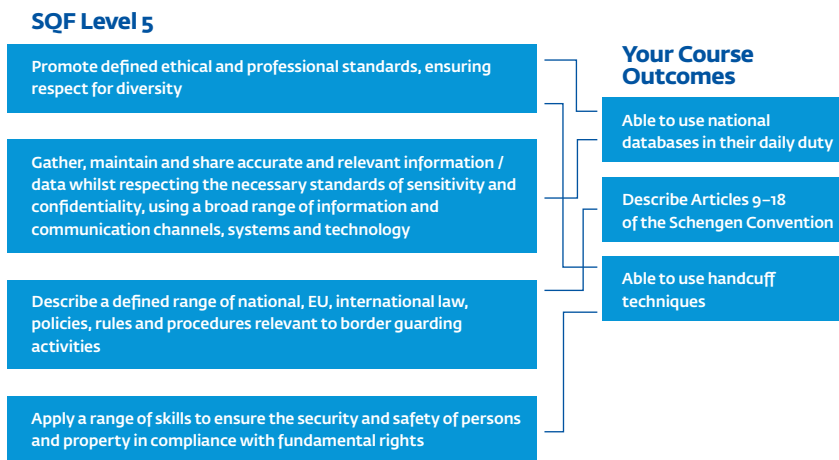 SQF Level 5
Promote defined ethical and professional standards, ensuring
respect for diversity
Gather, maintain and share accurate and relevant information /
data whilst respecting the necessary standards of sensitivity and
confidentiality, using a broad range of information and
communication channels, systems and technology
Describe a defined range of national, EU, international law,
policies, rules and procedures relevant to border guarding
activities
Apply a range of skills to ensure the security and safety of persons
and property in compliance with fundamental rights
Your Course
Outcomes
Able to use national
databases in their daily duty
Describe Articles 9–18
of the Schengen Convention
Able to use handcuff
techniques